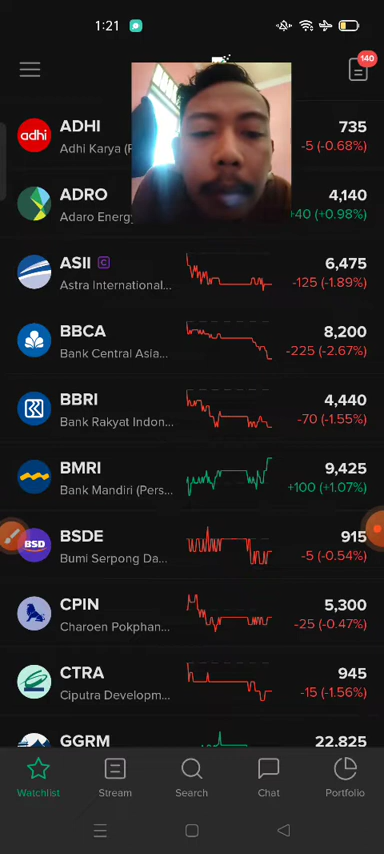 1:21
140
adhi
ADHI
735
Adhi Karya (P
-5 (-0.68%)
ADRO
4,140
Adaro Energy
+40 (+0.98%)
ASII C
6,475
Astra International...
-125 (-1.89%)
BBCA
8,200
Bank Central Asia...
-225 (-2.67%)
BBRI
4,440
Bank Rakyat Indon...
-70 (-1.55%)
BMRI
9,425
Bank Mandiri (Pers...
+100 (+1.07%)
BSD
BSDE
915
Bumi Serpong Da...
-5 (-0.54%)
CPIN
5,300
Charoen Pokphan...
-25 (-0.47%)
CTRA
945
Ciputra Developm...
-15 (-1.56%)
GGRM
22,825
Watchlist
Stream
Search
Chat
Portfolio